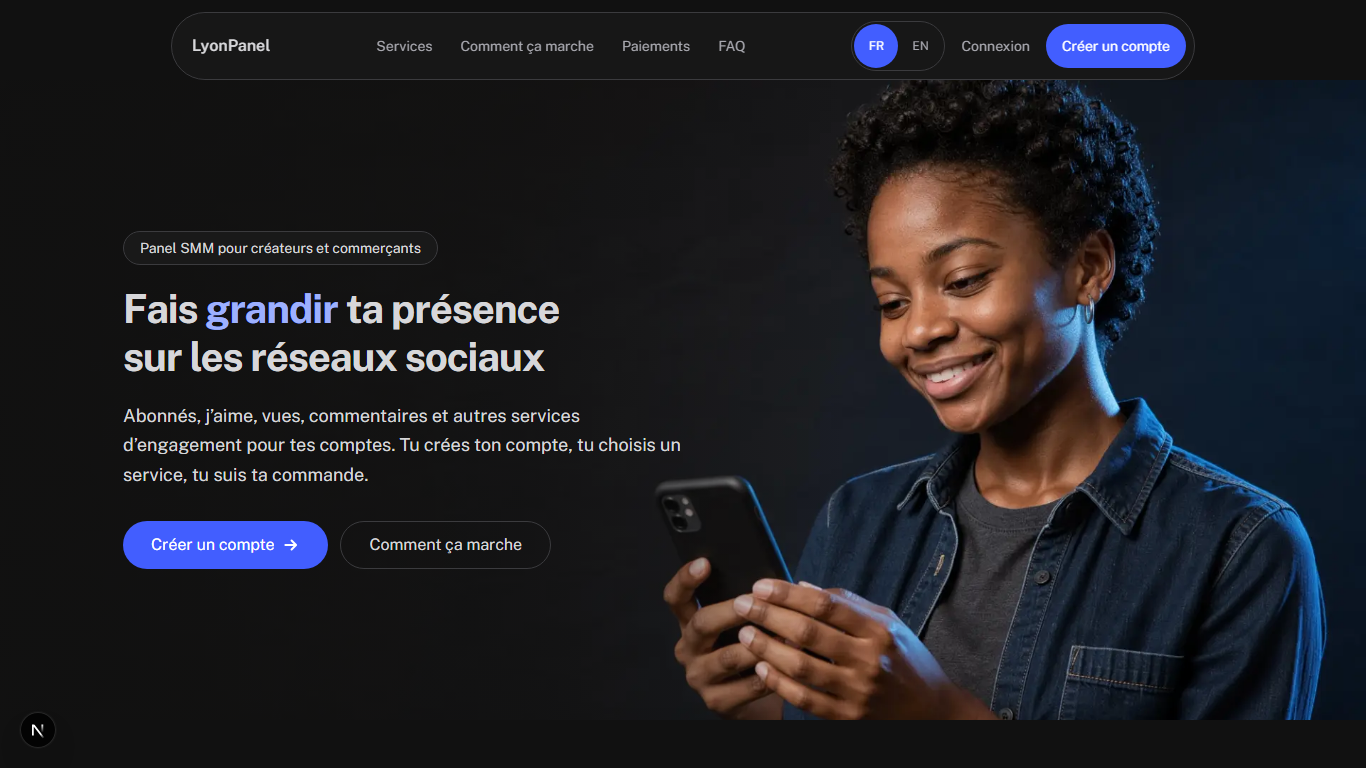 LyonPanel
Services
Comment ça marche
Paiements
FAQ
FR
EN
Connexion
Créer un compte
Panel SMM pour créateurs et commerçants
Fais grandir ta présence
sur les réseaux sociaux
Abonnés, j’aime, vues, commentaires et autres services
d’engagement pour tes comptes. Tu crées ton compte, tu choisis un
service, tu suis ta commande.
Créer un compte →
Comment ça marche
N